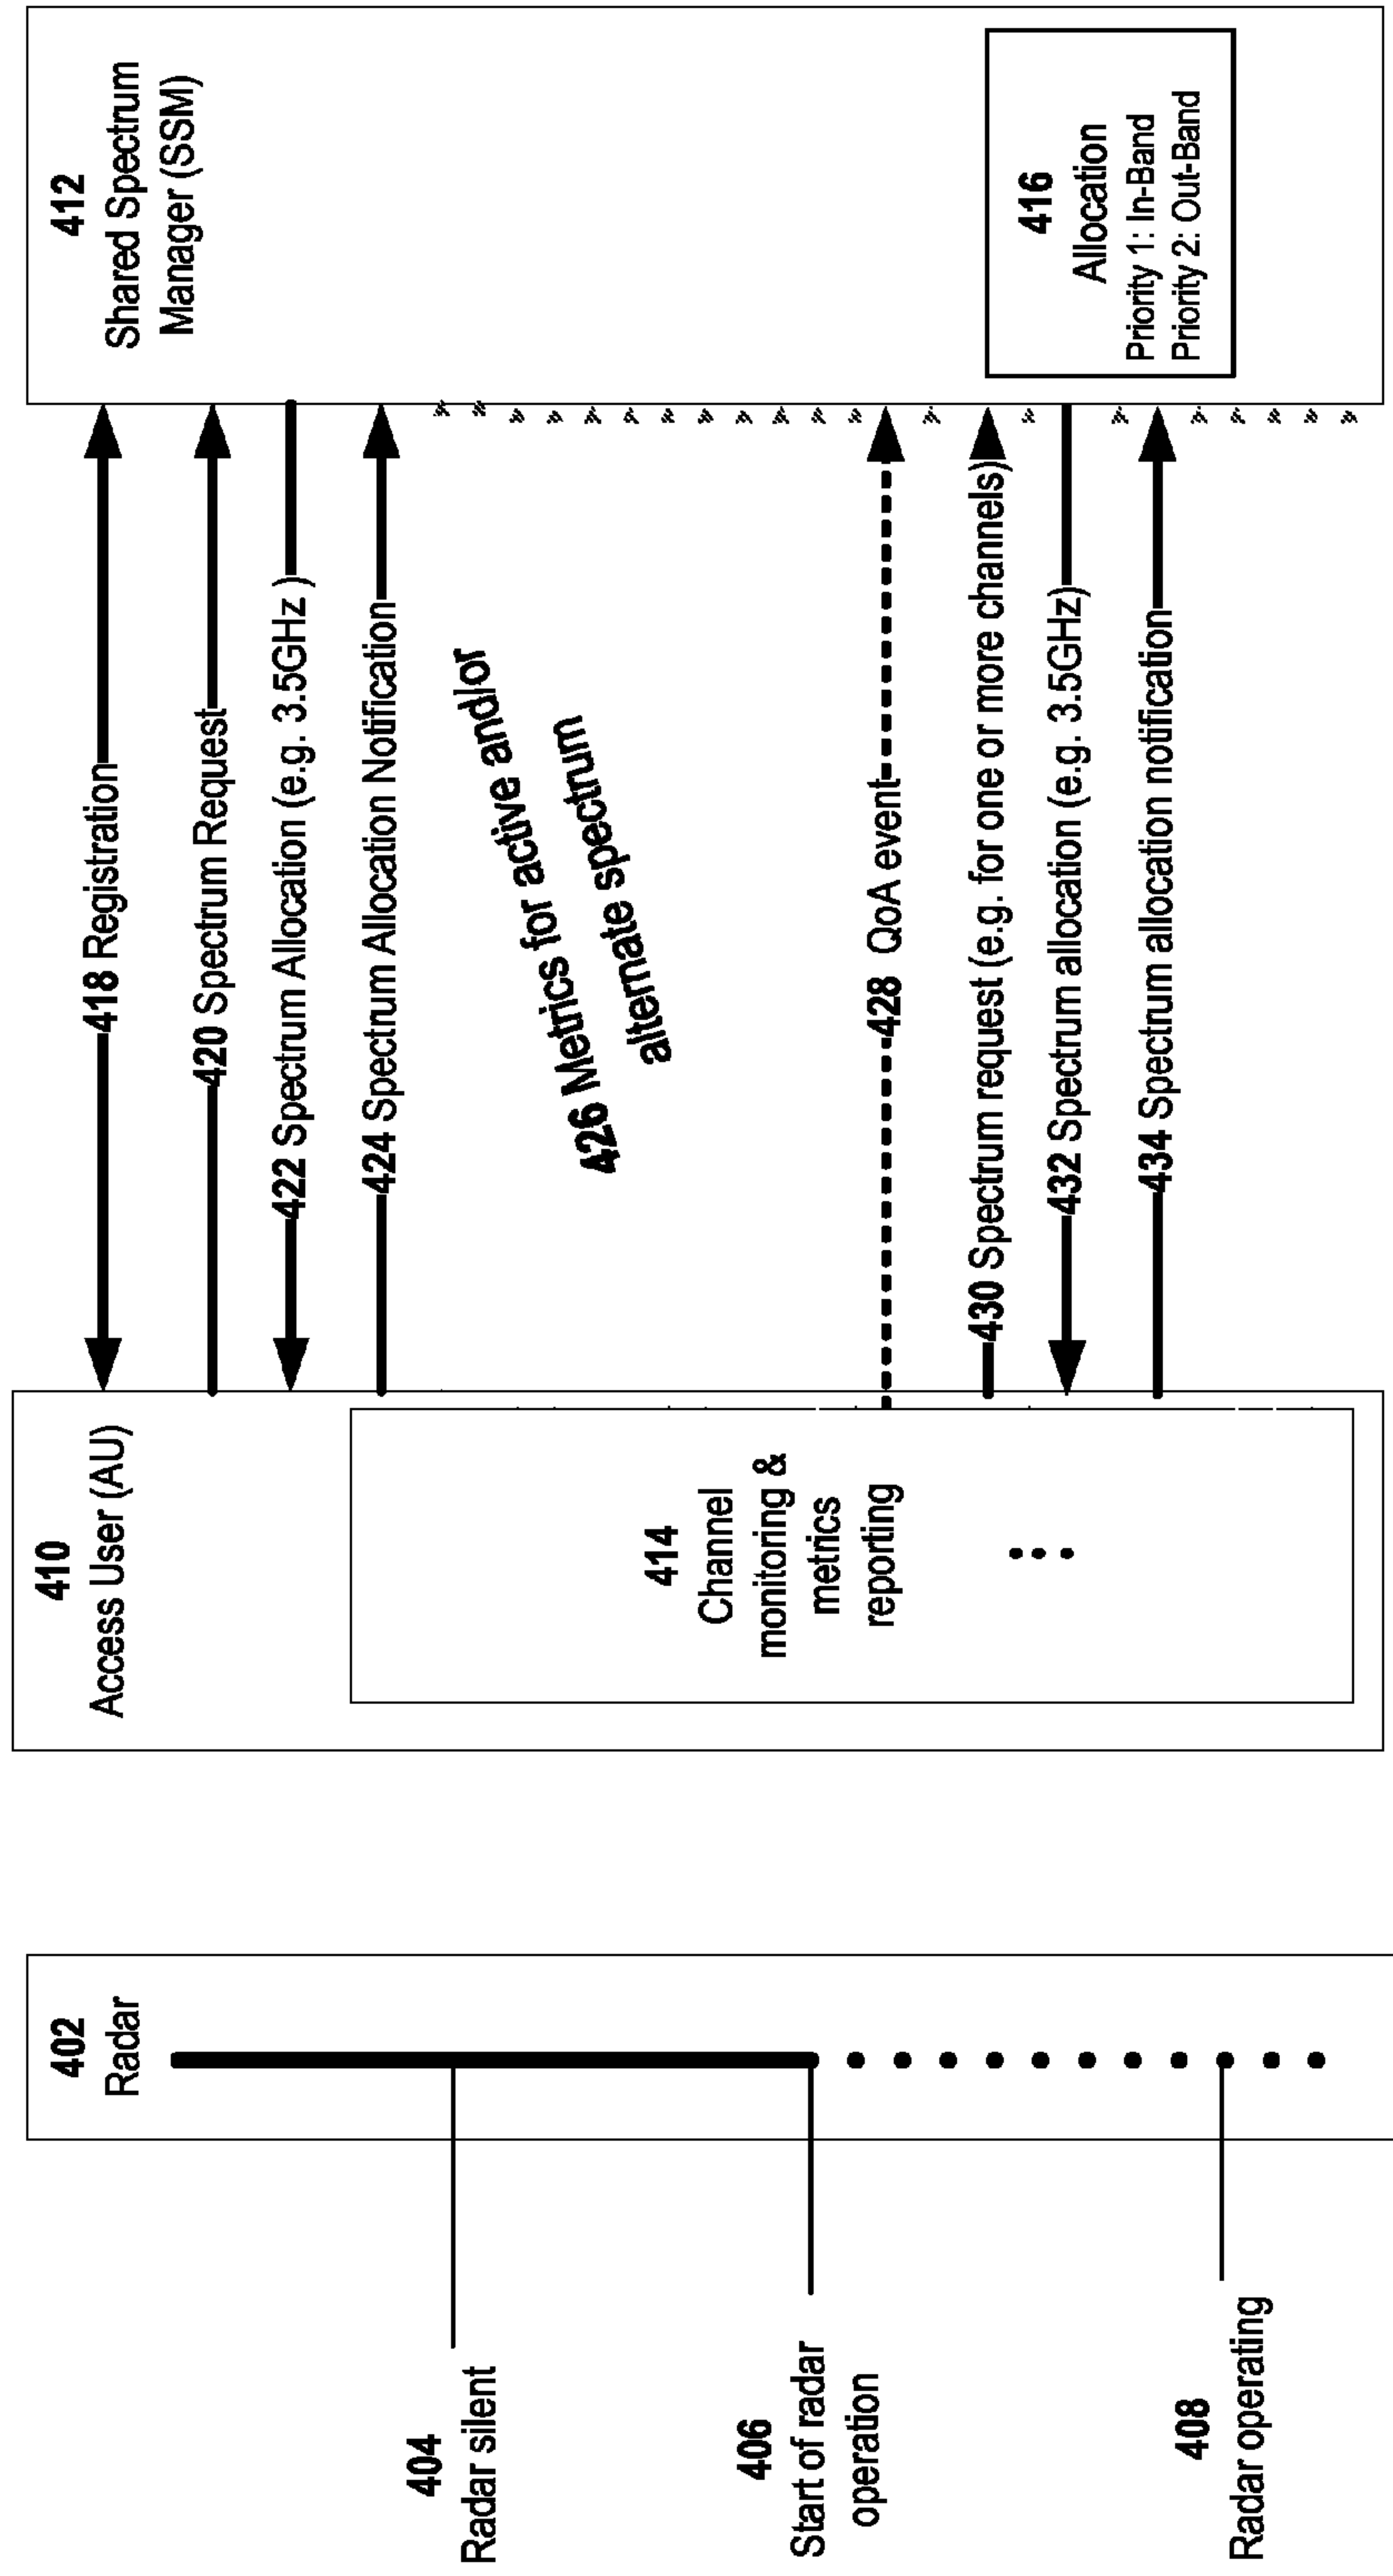 402
Radar
404
Radar silent
406
Start of radar
operation
408
Radar operating
410
Access User (AU)
414
Channel
monitoring &
metrics
reporting
412
Shared Spectrum
Manager (SSM)
416
Allocation
Priority 1: In-Band
Priority 2: Out-Band
418 Registration
420 Spectrum Request
422 Spectrum Allocation (e.g. 3.5GHz )
424 Spectrum Allocation Notification
426 Metrics for active and/or
alternate spectrum
428 QoA event
430 Spectrum request (e.g. for one or more channels)
432 Spectrum allocation (e.g. 3.5GHz)
434 Spectrum allocation notification